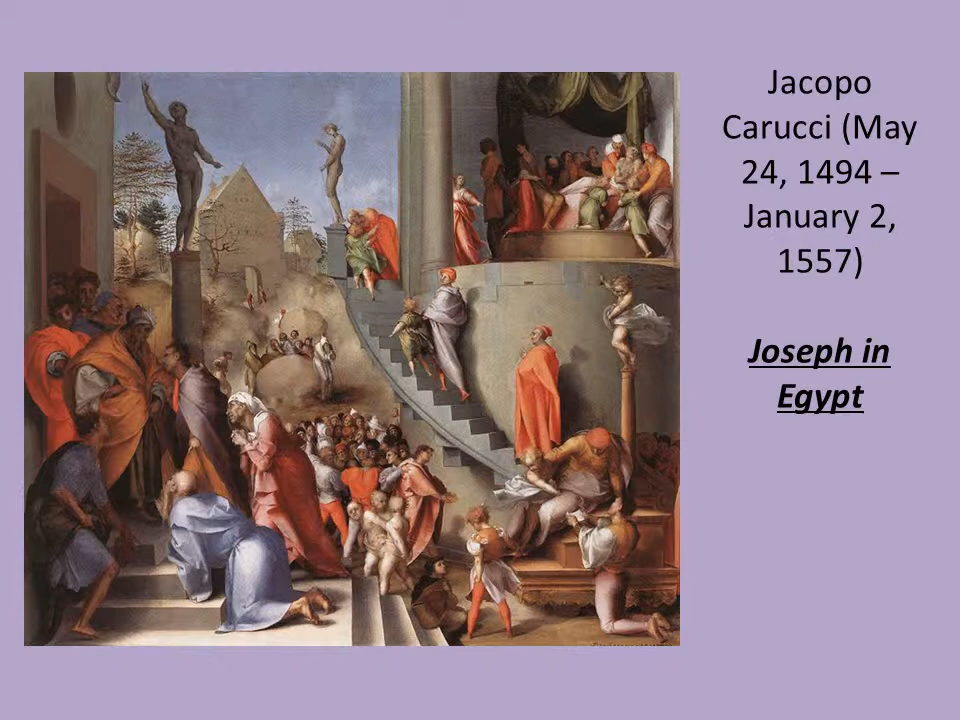 Jacopo
Carucci (May
24, 1494 –
January 2,
1557)
Joseph in
Egypt